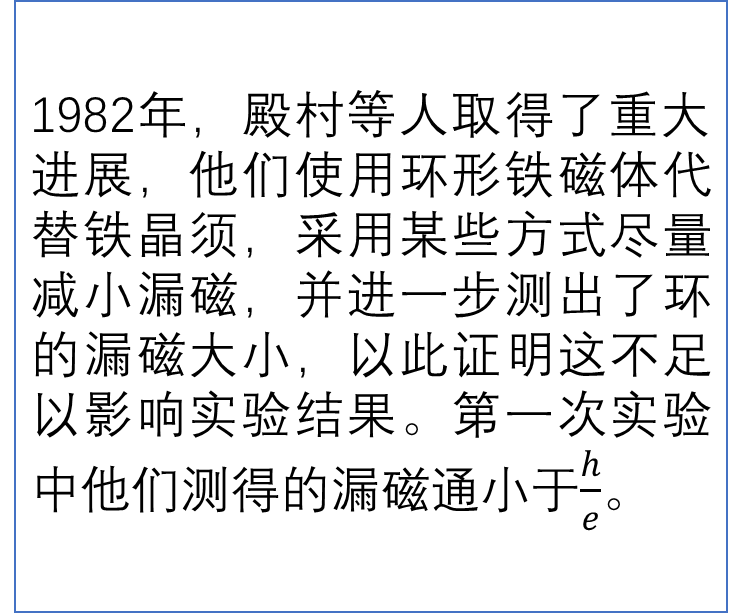 1982年，殿村等人取得了重大
进展，他们使用环形铁磁体代
替铁晶须，采用某些方式尽量
减小漏磁，并进一步测出了环
的漏磁大小，以此证明这不足
以影响实验结果。第一次实验
中他们测得的漏磁通小于h/e。